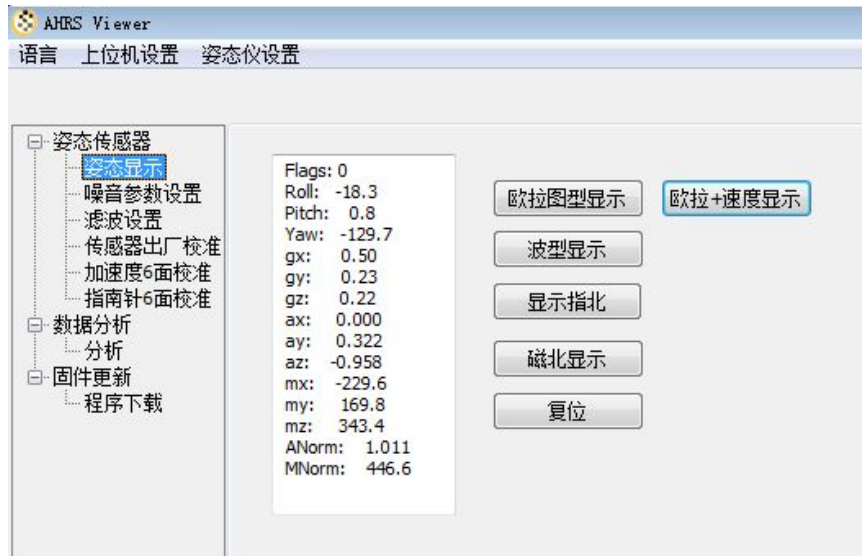 AHRS Viewer
语言 上位机设置 姿态仪设置
姿态传感器
姿态显示
噪音参数设置
滤波设置
传感器出厂校准
加速度6面校准
指南针6面校准
数据分析
分析
固件更新
程序下载
Flags: 0
Roll: -18.3
Pitch: 0.8
Yaw: -129.7
gx: 0.50
gy: 0.23
gz: 0.22
ax: 0.000
ay: 0.322
az: -0.958
mx: -229.6
my: 169.8
mz: 343.4
ANorm: 1.011
MNorm: 446.6
欧拉图型显示 欧拉+速度显示
波型显示
显示指北
磁北显示
复位